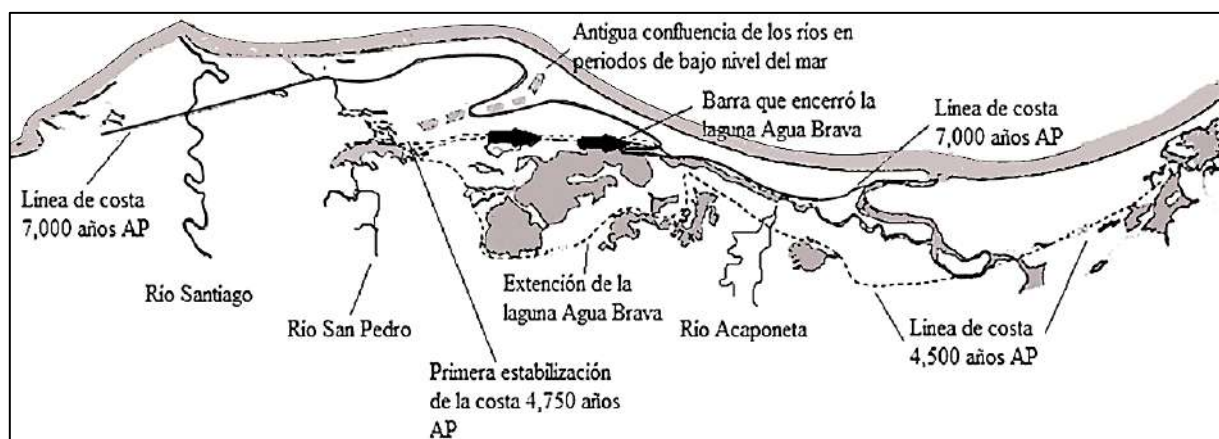 Antigua confluencia de los ríos en
periodos de bajo nivel del mar
Barra que encerró la
laguna Agua Brava
Línea de costa
7,000 años AP
Línea de costa
7,000 años AP
Río Santiago
Río San Pedro
Extención de la
laguna Agua Brava
Río Acaponeta
Línea de costa
4,500 años AP
Primera estabilización
de la costa 4,750 años
AP